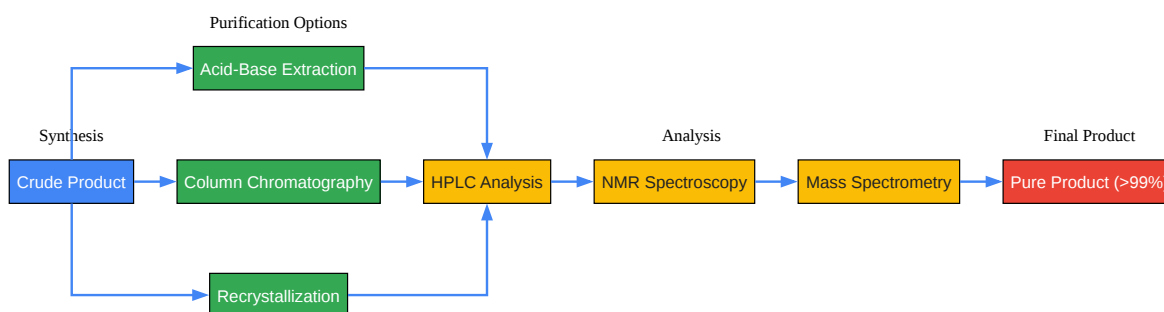 Purification Options
Acid-Base Extraction
Synthesis
Analysis
Final Product
Crude Product
Column Chromatography
HPLC Analysis
NMR Spectroscopy
Mass Spectrometry
Pure Product (>99%)
Recrystallization